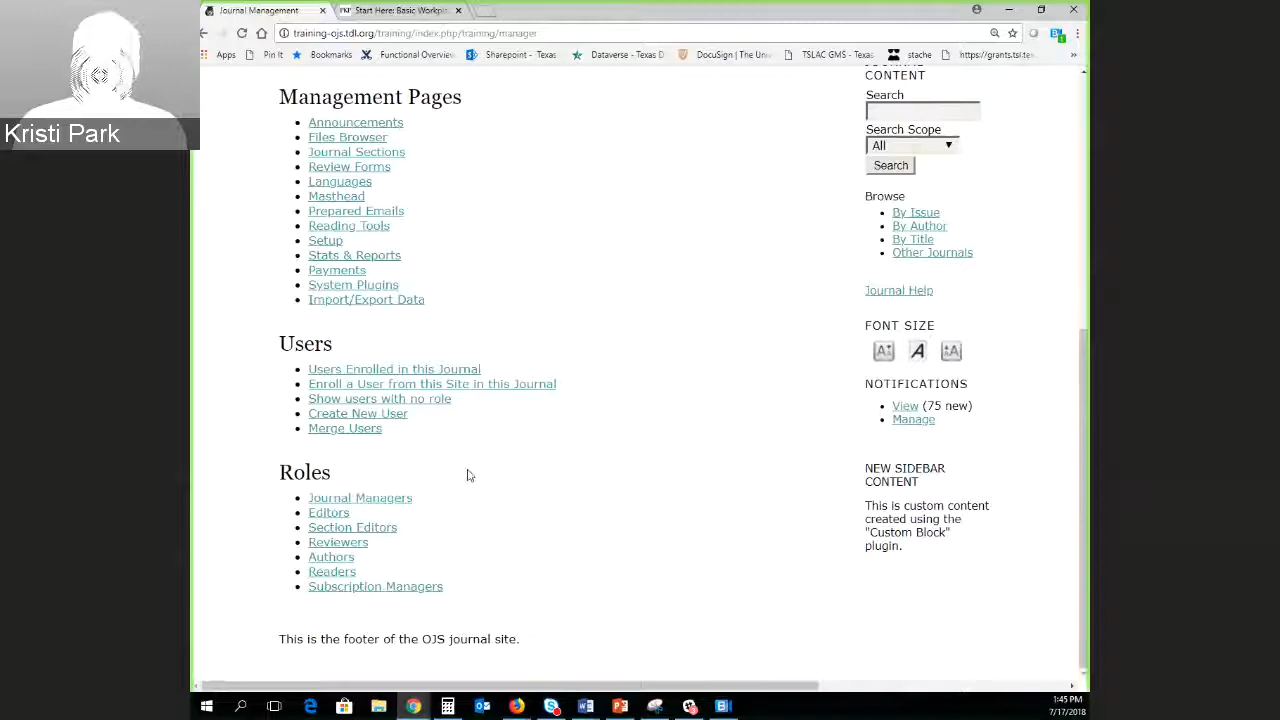 Journal Management
Start Here: Basic Workpl
training-ojs.tdl.org/training/index.php/training/manager
Apps
Pin It
Bookmarks
Functional Overview
Sharepoint - Texas
Dataverse - Texas D
DocuSign | The Uni
TSLAC GMS - Texas
stache
https://grants.tsl.te
»
Kristi Park
Management Pages
Announcements
Files Browser
Journal Sections
Review Forms
Languages
Masthead
Prepared Emails
Reading Tools
Setup
Stats & Reports
Payments
System Plugins
Import/Export Data
Users
Users Enrolled in this Journal
Enroll a User from this Site in this Journal
Show users with no role
Create New User
Merge Users
Roles
Journal Managers
Editors
Section Editors
Reviewers
Authors
Readers
Subscription Managers
This is the footer of the OJS journal site.
CONTENT
Search
Search Scope
All
Search
Browse
By Issue
By Author
By Title
Other Journals
Journal Help
FONT SIZE
NOTIFICATIONS
View (75 new)
Manage
NEW SIDEBAR
CONTENT
This is custom content
created using the
"Custom Block"
plugin.
1:45 PM
7/17/2018